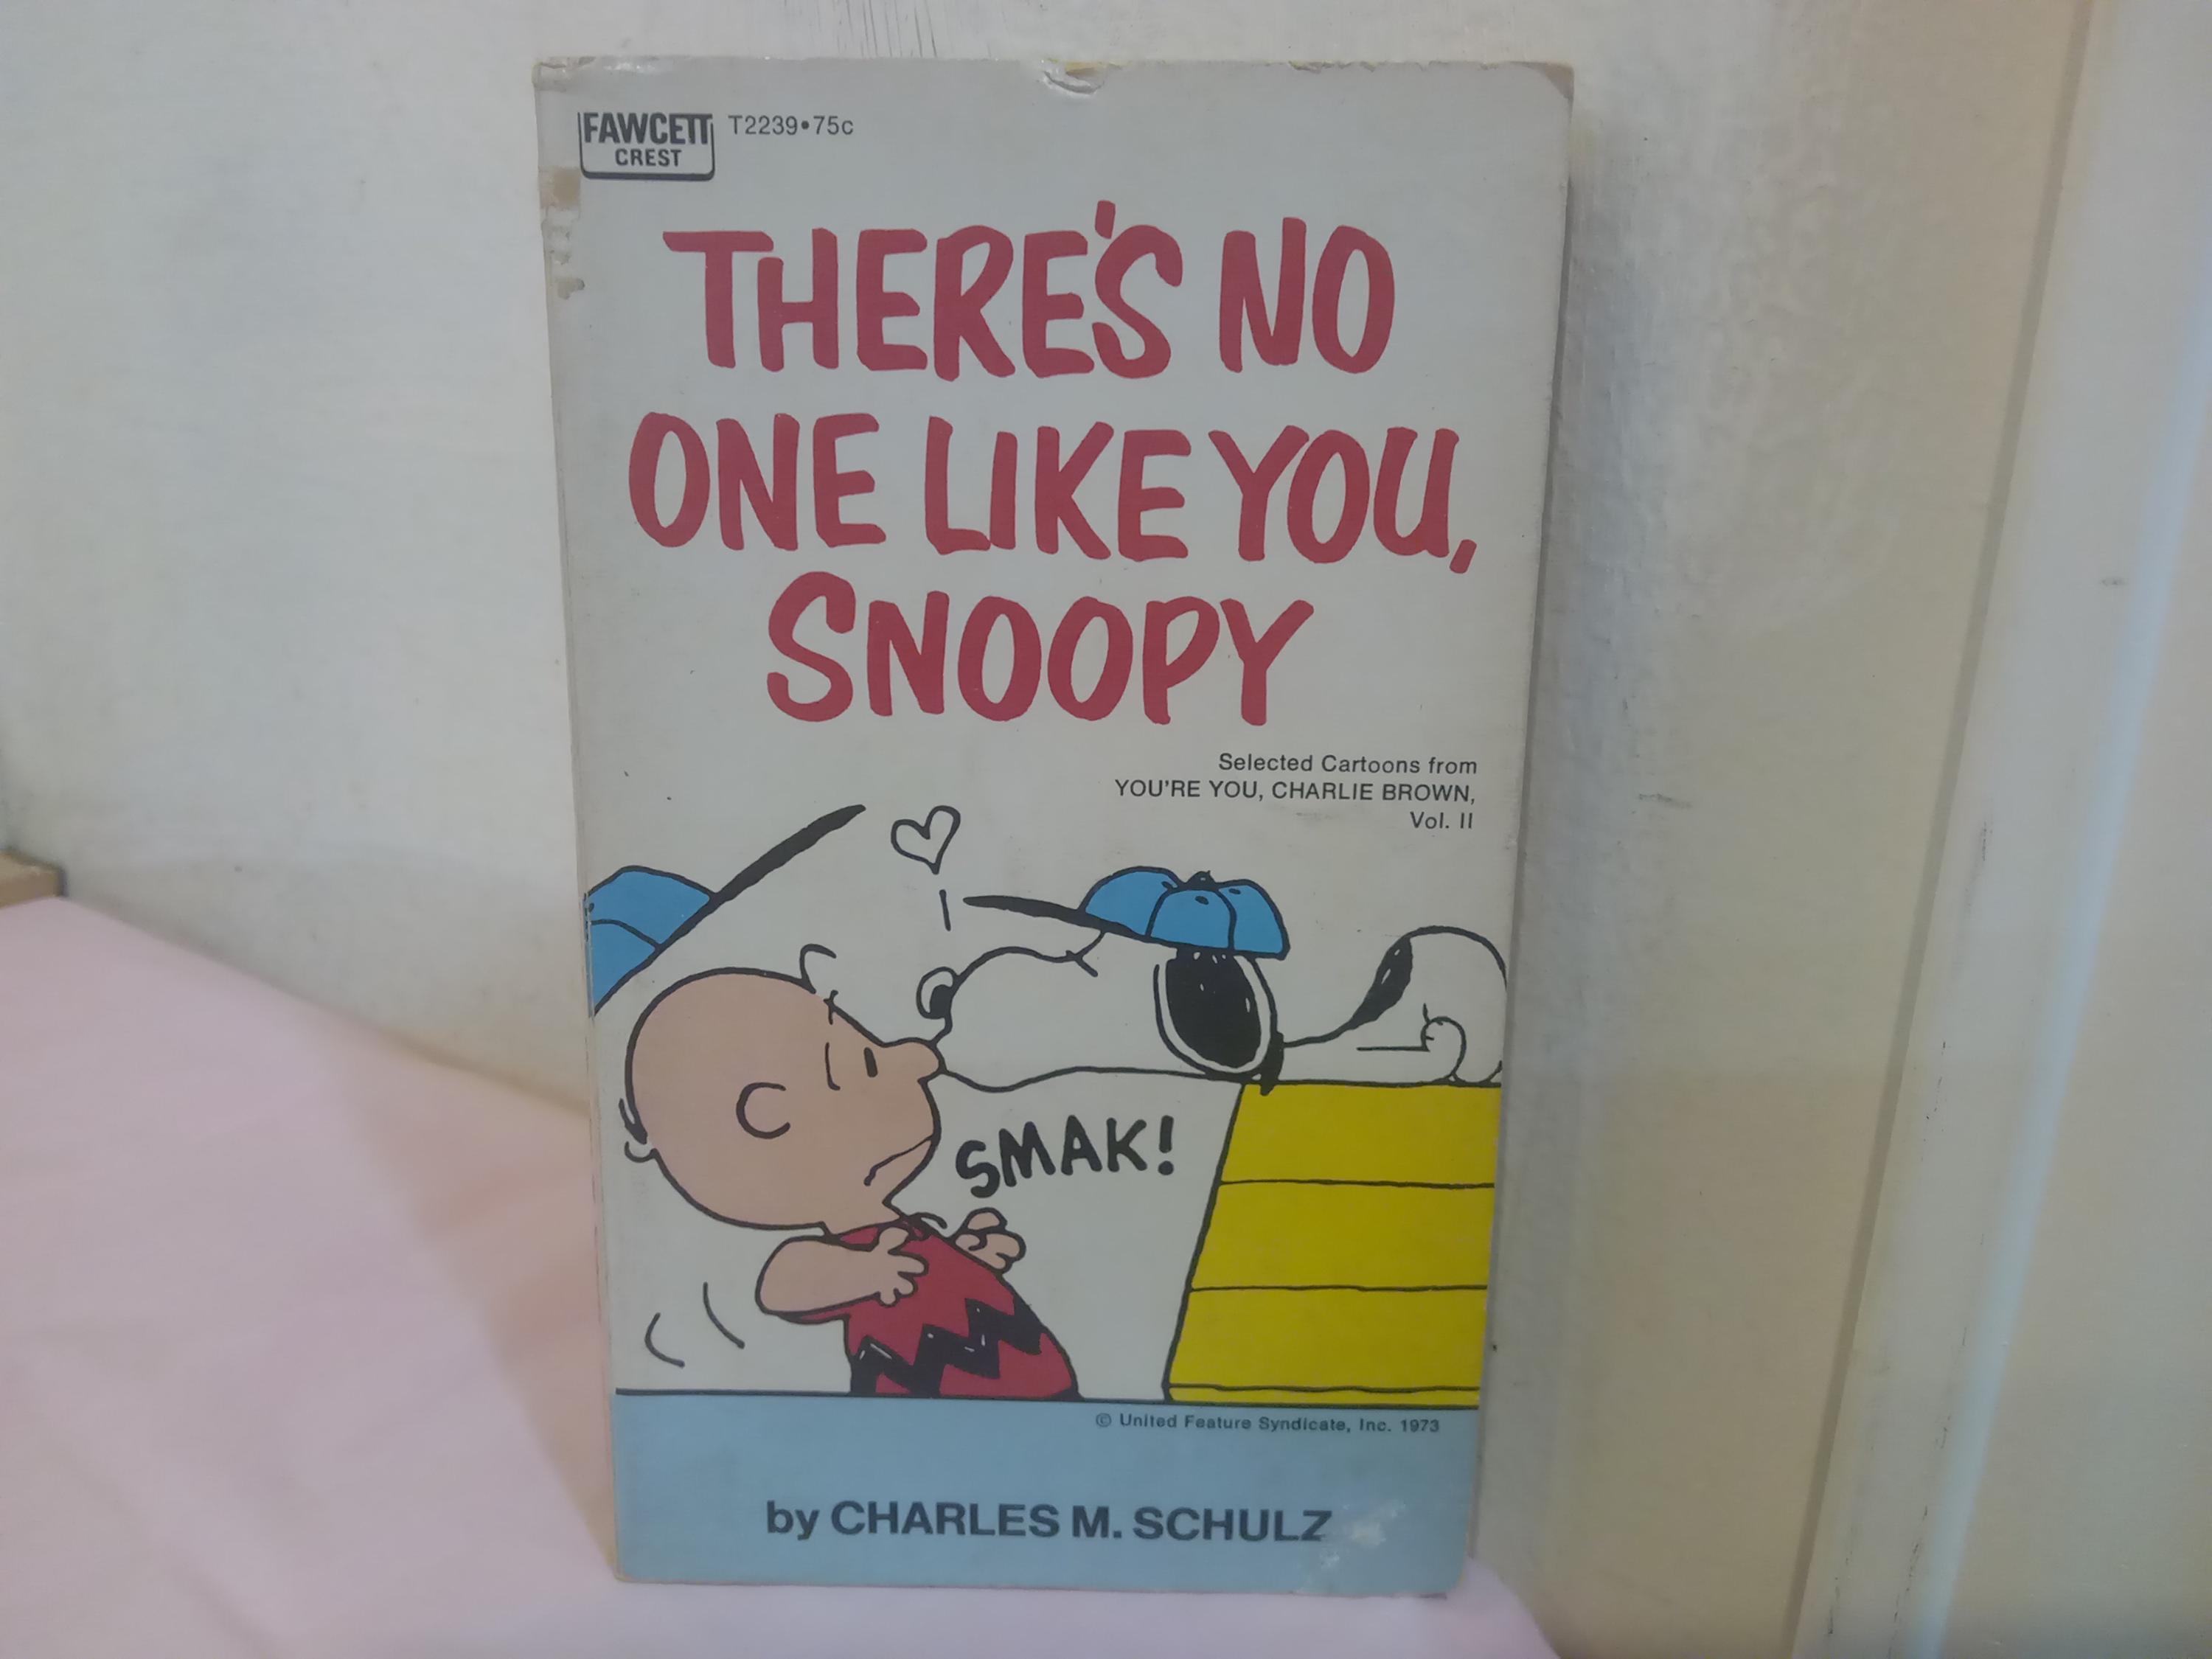 FAWCETT
CREST
T2239•75c
THERE'S NO
ONE LIKE YOU,
SNOOPY
Selected Cartoons from
YOU'RE YOU, CHARLIE BROWN,
Vol. II
SMAK!
© United Feature Syndicate, Inc. 1973
by CHARLES M. SCHULZ